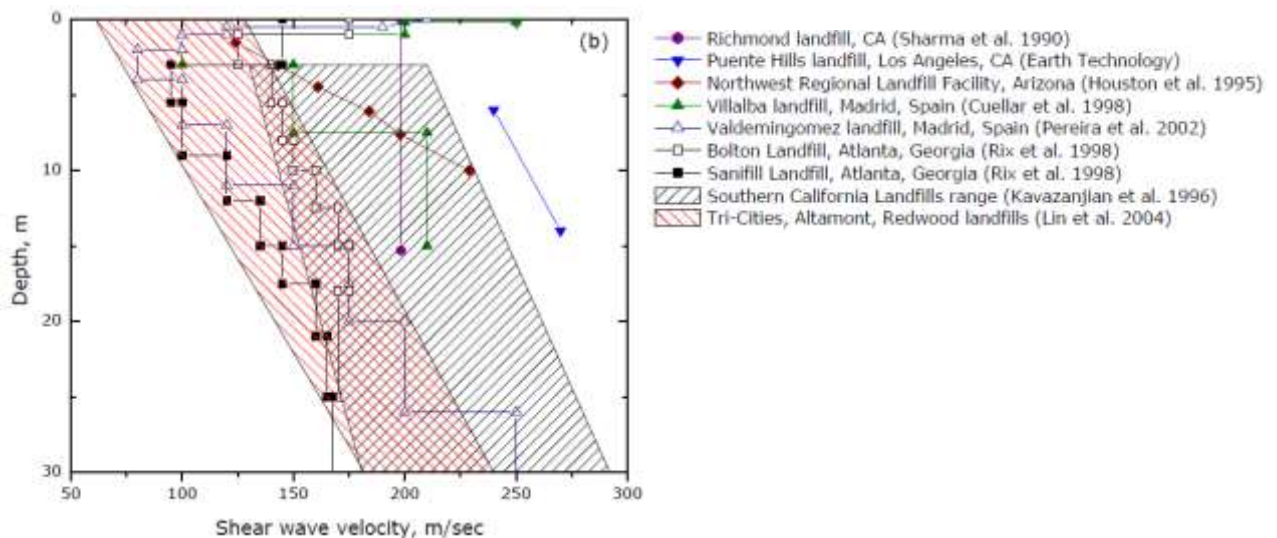 0
10
20
30
Depth, m
50
100
150
200
250
300
Shear wave velocity, m/sec
(b)
Richmond landfill, CA (Sharma et al. 1990)
Puente Hills landfill, Los Angeles, CA (Earth Technology)
Northwest Regional Landfill Facility, Arizona (Houston et al. 1995)
Villalba landfill, Madrid, Spain (Cuellar et al. 1998)
Valdemingomez landfill, Madrid, Spain (Pereira et al. 2002)
Bolton Landfill, Atlanta, Georgia (Rix et al. 1998)
Sanifill Landfill, Atlanta, Georgia (Rix et al. 1998)
Southern California Landfills range (Kavazanjian et al. 1996)
Tri-Cities, Altamont, Redwood landfills (Lin et al. 2004)